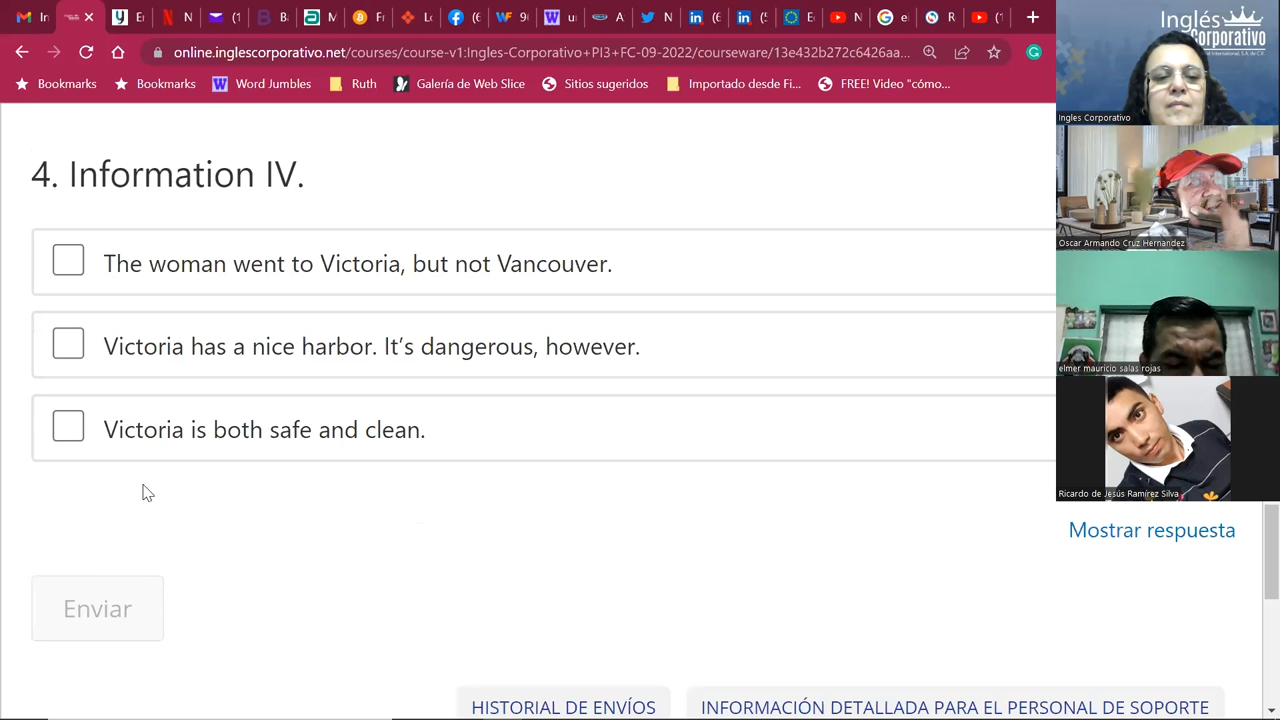 online.inglescorporativo.net/courses/course-v1:Ingles-Corporativo+PI3+FC-09-2022/courseware/13e432b272c6426aa...
Bookmarks
Bookmarks
Word Jumbles
Ruth
Galería de Web Slice
Sitios sugeridos
Importado desde Fi...
FREE! Video "cómo...
Inglés
Corporativo
Ingles Corporativo
4. Information IV.
Oscar Armando Cruz Hernandez
The woman went to Victoria, but not Vancouver.
Victoria has a nice harbor. It’s dangerous, however.
elmer mauricio salas rojas
Victoria is both safe and clean.
Ricardo de Jesús Ramírez Silva
Mostrar respuesta
Enviar
HISTORIAL DE ENVÍOS
INFORMACIÓN DETALLADA PARA EL PERSONAL DE SOPORTE